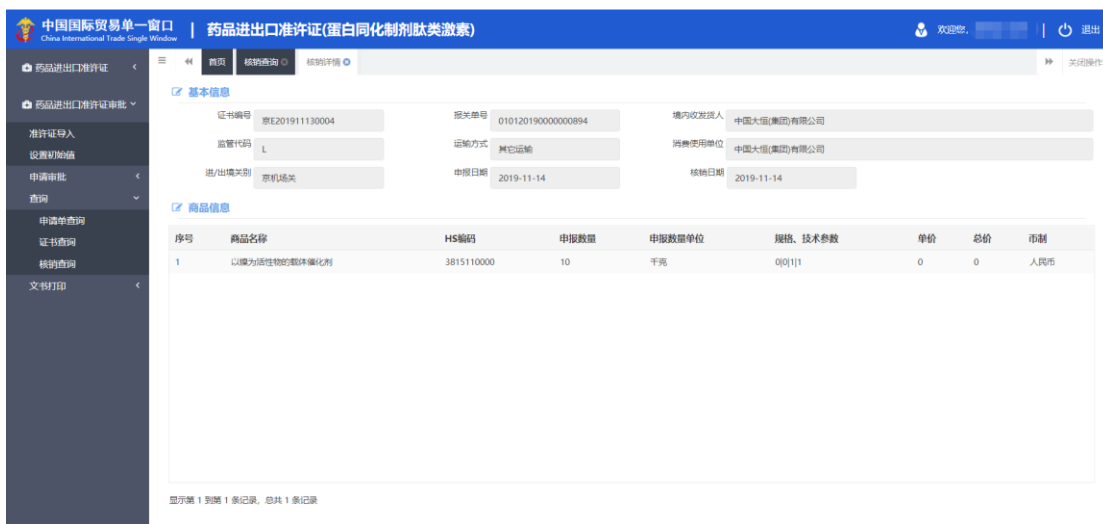 中国国际贸易单一窗口 | 药品进出口准许证(蛋白同化制剂肽类激素) 欢迎您, | 退出
China International Trade Single Window
药品进出口准许证
首页 核销查询 核销详情 关闭操作
药品进出口准许证审批
准许证导入
设置初始值
申请审批
查询
申请单查询
证书查询
核销查询
文书打印
基本信息
证书编号 京E201911130004 报关单号 010120190000000894 境内收发货人 中国大恒(集团)有限公司
监管代码 L 运输方式 其它运输 消费使用单位 中国大恒(集团)有限公司
进/出境关别 京机场关 申报日期 2019-11-14 核销日期 2019-11-14
商品信息
序号 商品名称 HS编码 申报数量 申报数量单位 规格、技术参数 单价 总价 币制
1 以镍为活性物的载体催化剂 3815110000 10 千克 0|0|1|1 0 0 人民币
显示第 1 到第 1 条记录, 总共 1 条记录